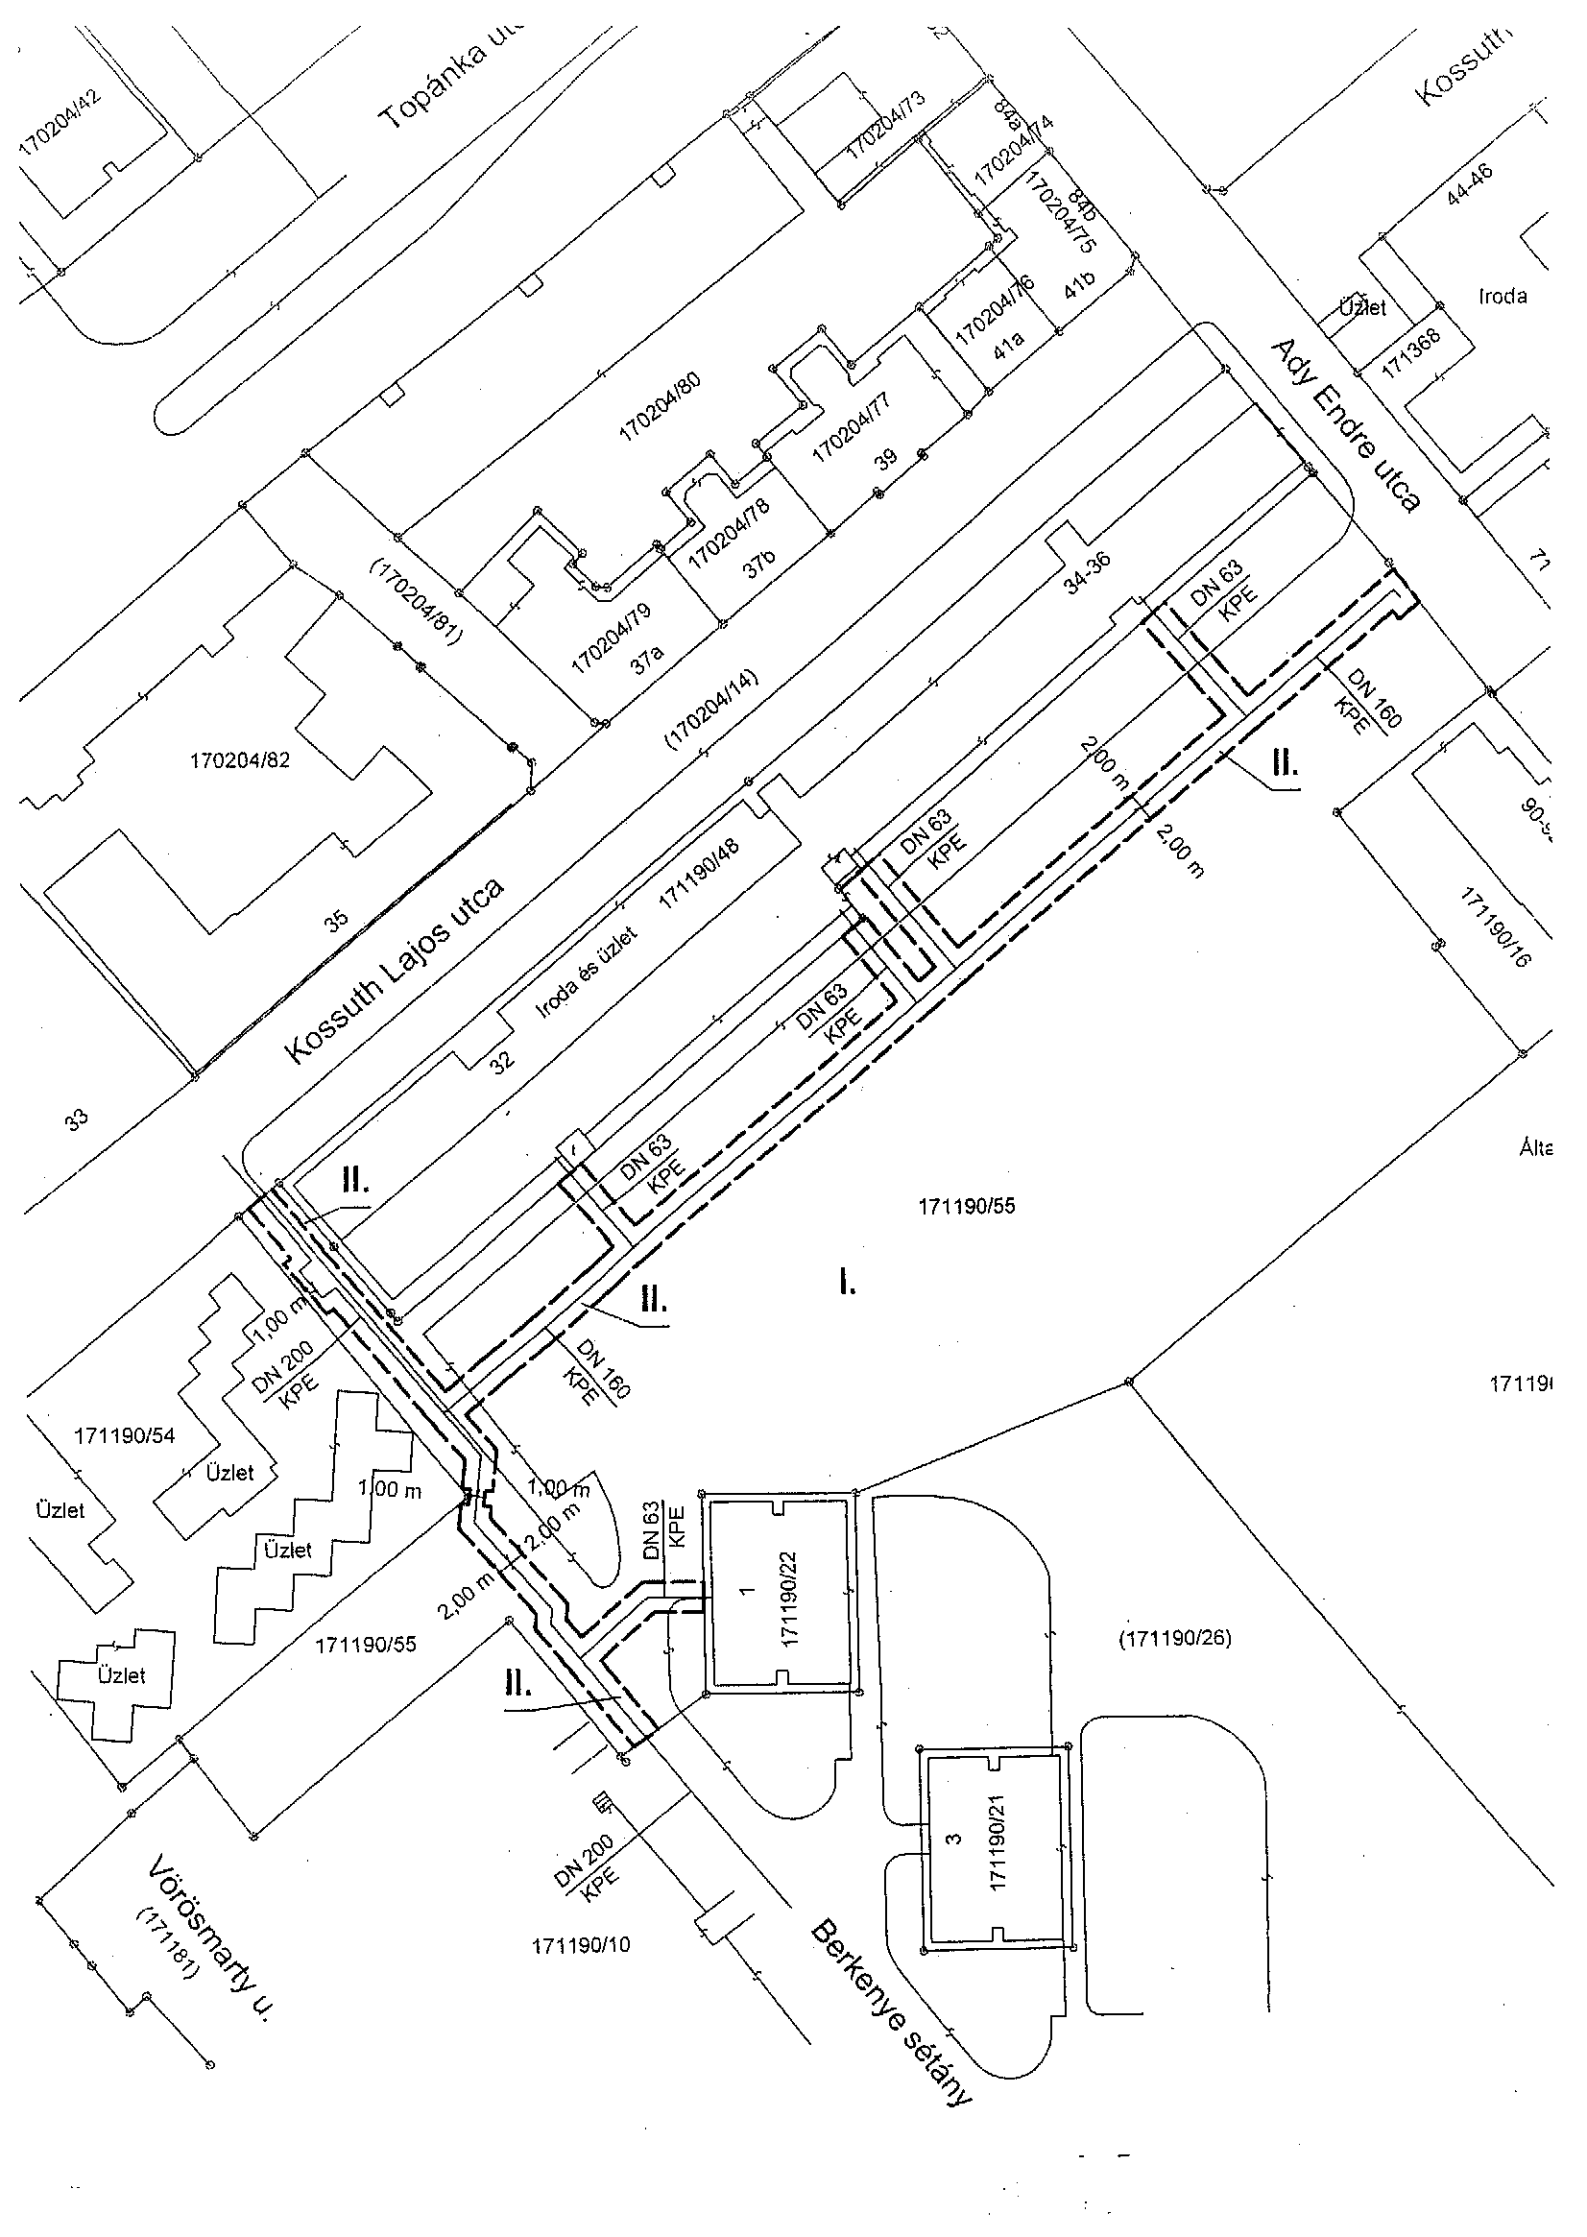 170204/42
Topánka
Kossuth
170204/73
84a
170204/74
84b
170204/75
44-46
41b
170204/76
41a
Üzlet
Iroda
171368
Ady Endre utca
170204/80
170204/77
39
170204/78
37b
(170204/81)
170204/79
37a
34-36
DN 63
KPE
71
(170204/14)
DN 160
KPE
170204/82
2,00 m
II.
2,00 m
DN 63
KPE
171190/48
171190/16
35
Kossuth Lajos utca
Iroda és üzlet
DN 63
KPE
32
33
DN 63
KPE
II.
171190/55
I.
II.
1,00 m
DN 200
KPE
DN 160
KPE
171190/54
Üzlet
Üzlet
1,00 m
1,00 m
2,00 m
Üzlet
DN 63
KPE
1
171190/22
2,00 m
171190/55
(171190/26)
Üzlet
II.
3
171190/21
DN 200
KPE
Vörösmarty u.
(171181)
171190/10
Berkenye sétány